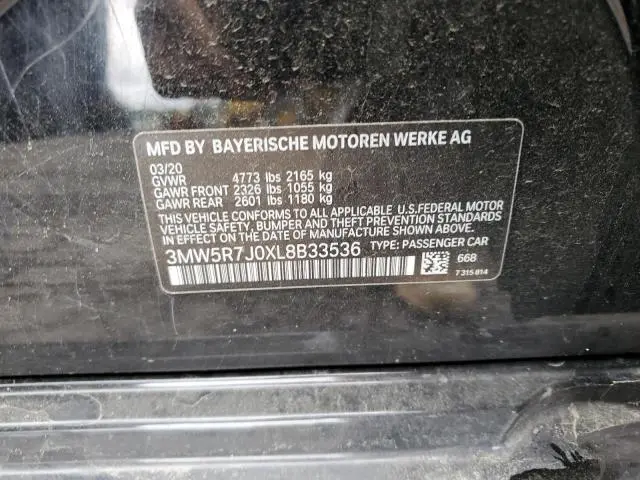 MFD BY BAYERISCHE MOTOREN WERKE AG
03/20
GVWR 4773 lbs 2165 kg
GAWR FRONT 2326 lbs 1055 kg
GAWR REAR 2601 lbs 1180 kg
THIS VEHICLE CONFORMS TO ALL APPLICABLE U.S.FEDERAL MOTOR
VEHICLE SAFETY, BUMPER AND THEFT PREVENTION STANDARDS
IN EFFECT ON THE DATE OF MANUFACTURE SHOWN ABOVE.
3MW5R7J0XL8B33536 TYPE: PASSENGER CAR
668
7 315 814